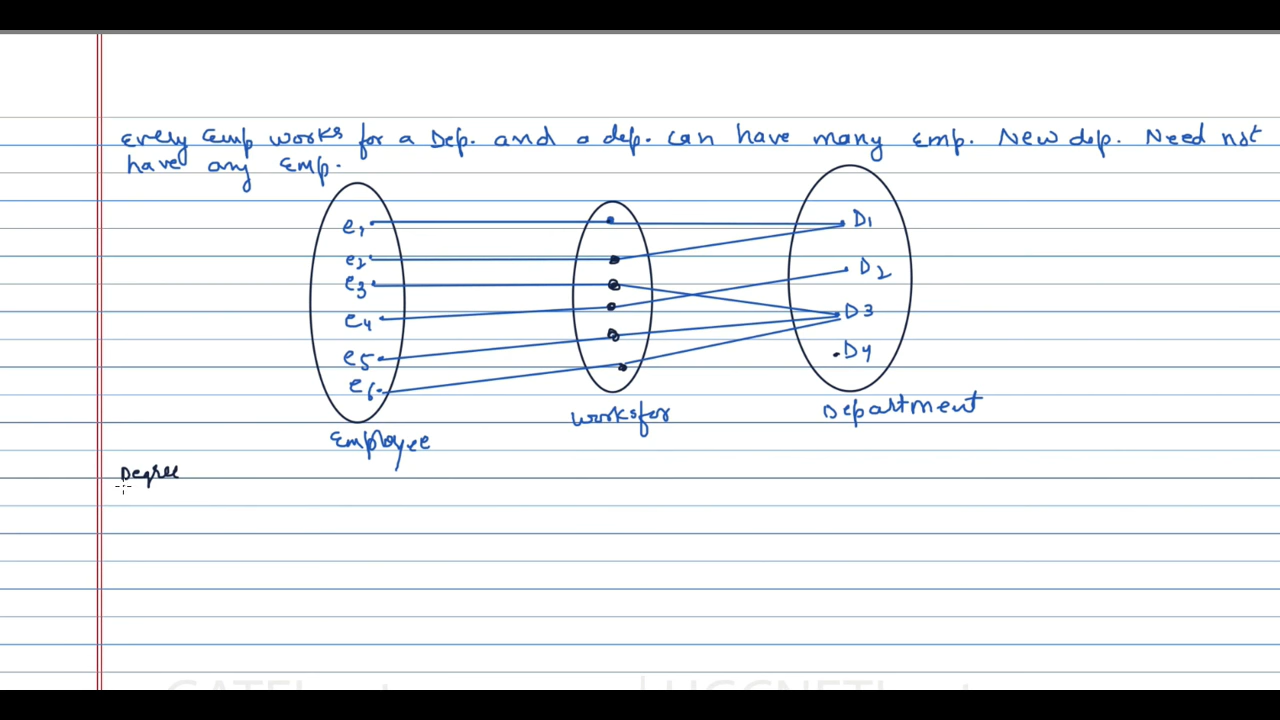 Every Emp works for a Dep. and a dep. can have many Emp. New dep. Need not
have any Emp.
e1 D1
e2 D2
e3 D3
e4 D4
e5
e6
Employee worksfor Department
Degree